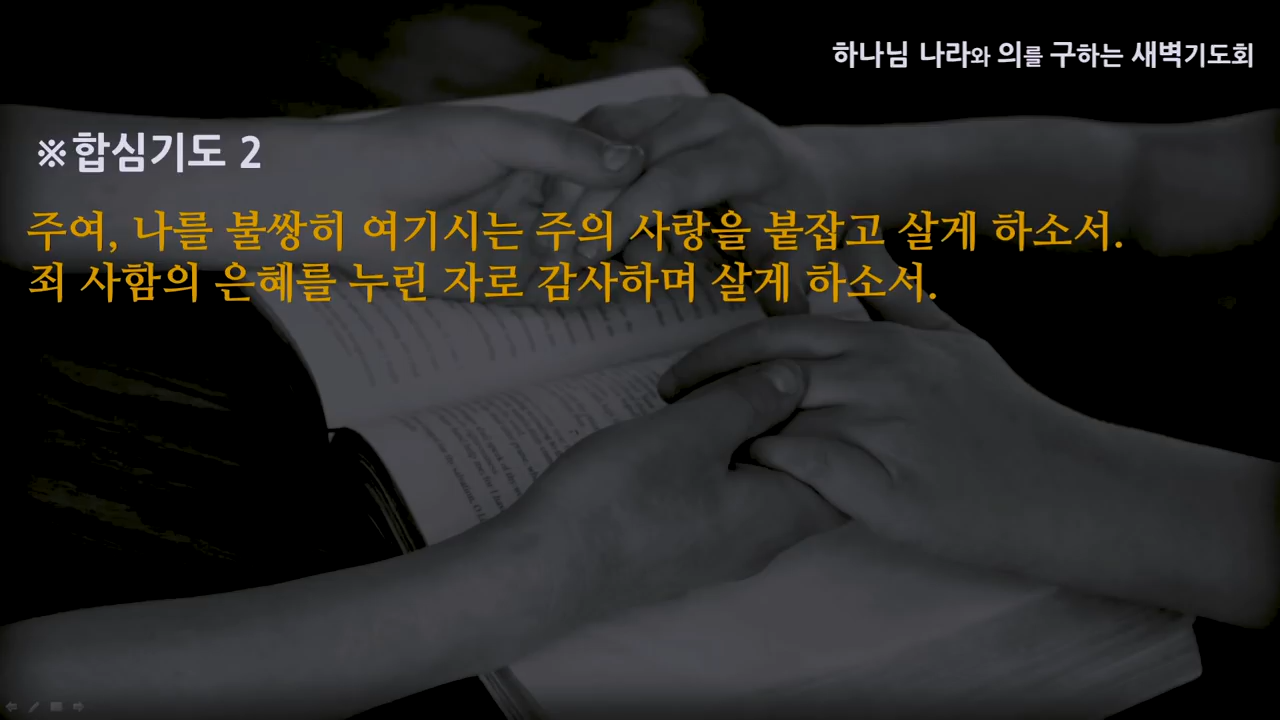 하나님 나라와 의를 구하는 새벽기도회
※합심기도 2
주여, 나를 불쌍히 여기시는 주의 사랑을 붙잡고 살게 하소서.
죄 사함의 은혜를 누린 자로 감사하며 살게 하소서.